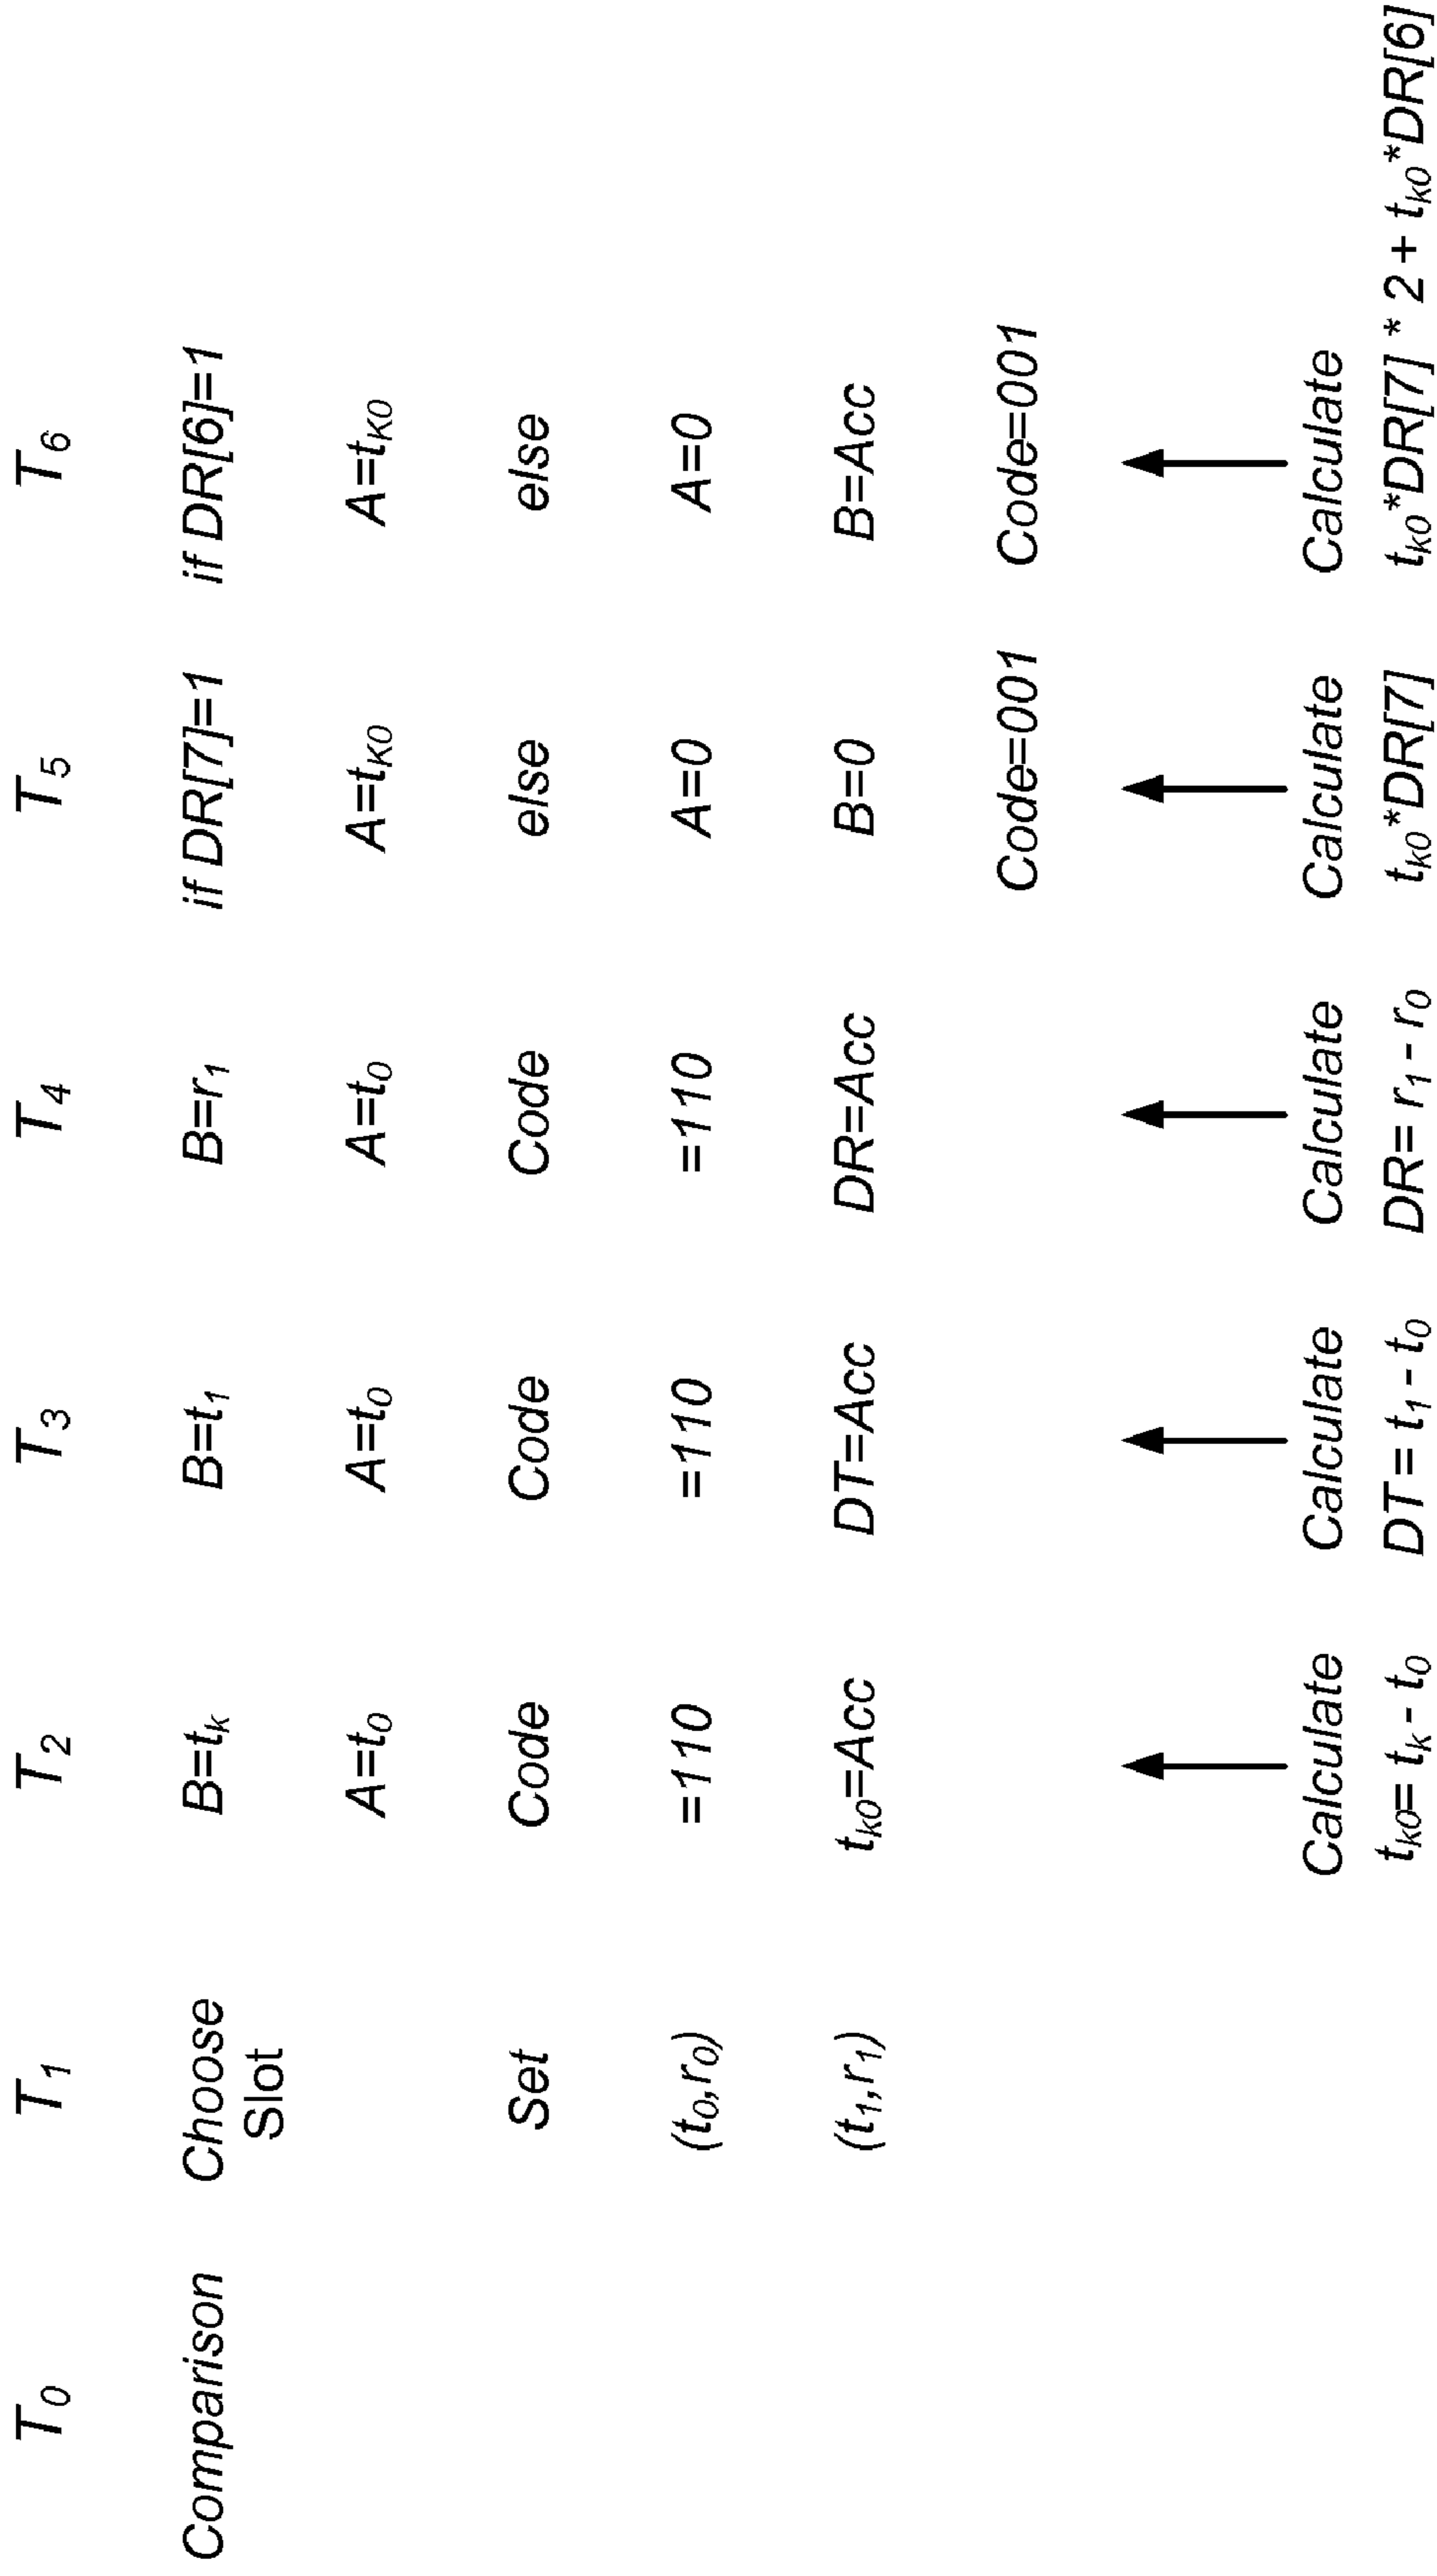 T0 T1 T2 T3 T4 T5 T6
Comparison Choose B=tk B=t1 B=r1 if DR[7]=1 if DR[6]=1
Slot
A=t0 A=t0 A=t0 A=tK0 A=tK0
Set Code Code Code else else
(t0,r0) =110 =110 =110 A=0 A=0
(t1,r1) tk0=Acc DT=Acc DR=Acc B=0 B=Acc
Code=001 Code=001
Calculate Calculate Calculate Calculate Calculate
tk0= tk - t0 DT= t1 - t0 DR= r1 - r0 tk0*DR[7] tk0*DR[7] * 2 + tk0*DR[6]